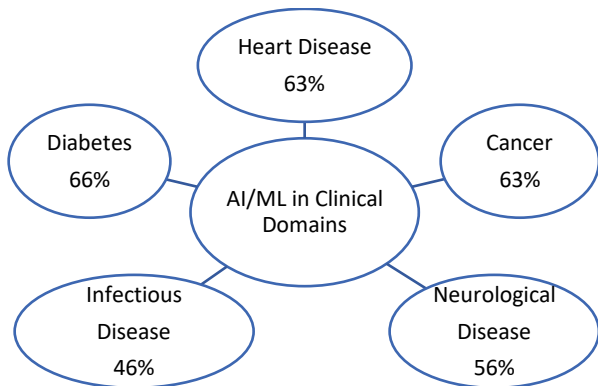 Heart Disease
63%
Diabetes
66%
Cancer
63%
AI/ML in Clinical
Domains
Infectious
Disease
46%
Neurological
Disease
56%